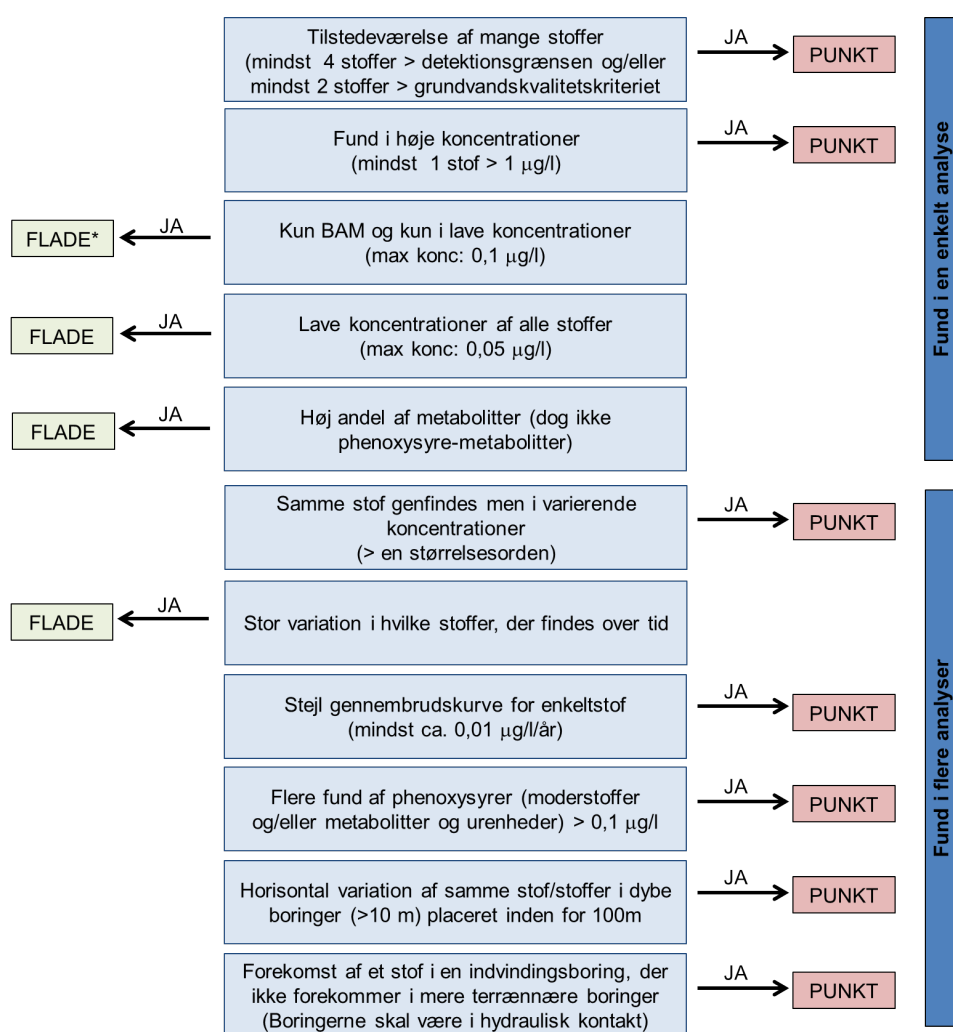 Tilstedeværelse af mange stoffer
(mindst 4 stoffer > detektionsgrænsen og/eller
mindst 2 stoffer > grundvandskvalitetskriteriet
JA
PUNKT
Fund i høje koncentrationer
(mindst 1 stof > 1 µg/l)
JA
PUNKT
FLADE*
JA
Kun BAM og kun i lave koncentrationer
(max konc: 0,1 µg/l)
FLADE
JA
Lave koncentrationer af alle stoffer
(max konc: 0,05 µg/l)
FLADE
JA
Høj andel af metabolitter (dog ikke
phenoxysyre-metabolitter)
Fund i en enkelt analyse
Samme stof genfindes men i varierende
koncentrationer
(> en størrelsesorden)
JA
PUNKT
FLADE
JA
Stor variation i hvilke stoffer, der findes over tid
Stejl gennembrudskurve for enkeltstof
(mindst ca. 0,01 µg/l/år)
JA
PUNKT
Flere fund af phenoxysyrer (moderstoffer
og/eller metabolitter og urenheder) > 0,1 µg/l
JA
PUNKT
Horisontal variation af samme stof/stoffer i dybe
boringer (>10 m) placeret inden for 100m
JA
PUNKT
Forekomst af et stof i en indvindingsboring, der
ikke forekommer i mere terrænnære boringer
(Boringerne skal være i hydraulisk kontakt)
JA
PUNKT
Fund i flere analyser